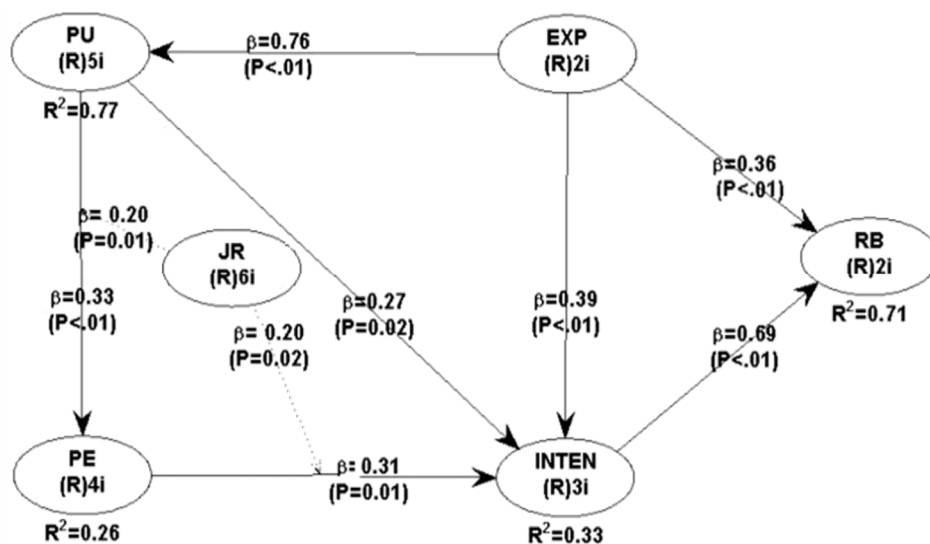 PU
(R)5i
R²=0.77
β=0.76
(P<.01)
EXP
(R)2i
β=0.36
(P<.01)
RB
(R)2i
R²=0.71
β= 0.20
(P=0.01)
JR
(R)6i
β=0.33
(P<.01)
β= 0.20
(P=0.02)
β=0.27
(P=0.02)
β=0.39
(P<.01)
β=0.69
(P<.01)
PE
(R)4i
R²=0.26
β= 0.31
(P=0.01)
INTEN
(R)3i
R²=0.33